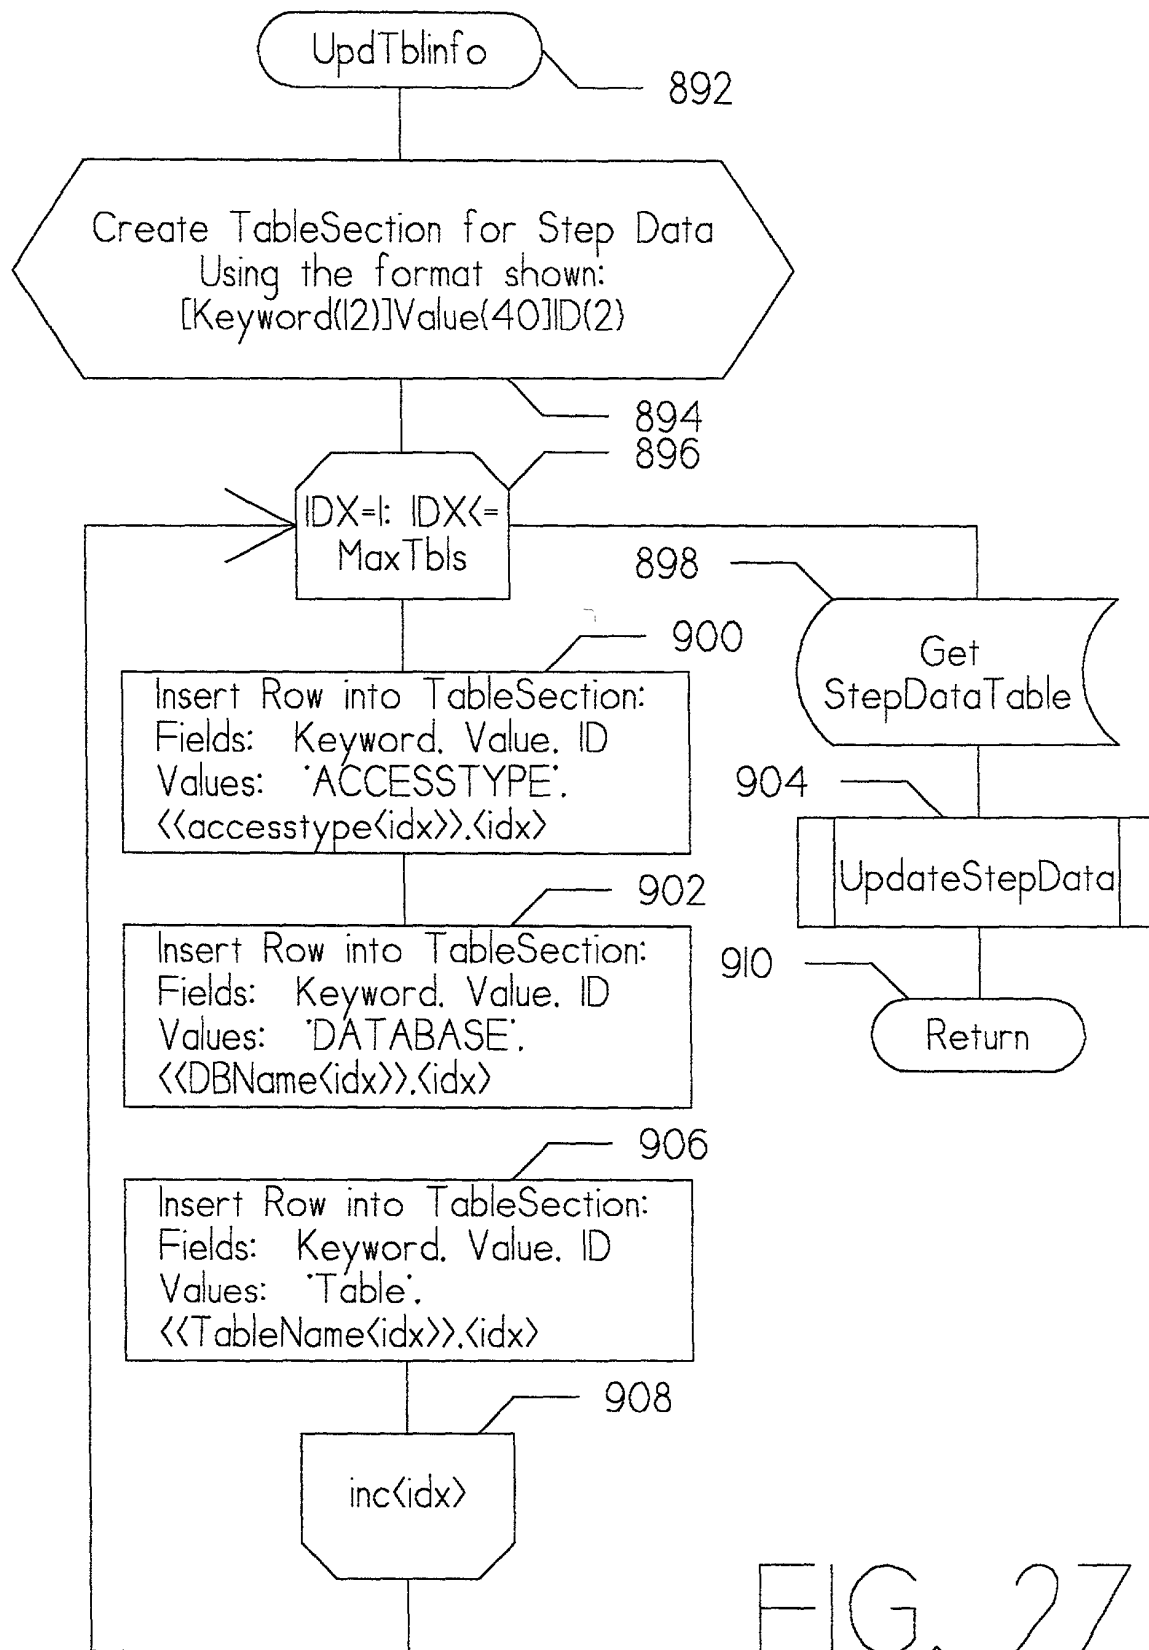 UpdTblinfo
892
Create TableSection for Step Data
Using the format shown:
[Keyword(12)]Value(40]ID(2)
894
896
IDX=1: IDX<=
MaxTbls
898
Get
StepDataTable
900
Insert Row into TableSection:
Fields: Keyword, Value, ID
Values: 'ACCESSTYPE',
<<accesstype<idx>>,<idx>
904
UpdateStepData
902
Insert Row into TableSection:
Fields: Keyword, Value, ID
Values: 'DATABASE',
<<DBName<idx>>,<idx>
910
Return
906
Insert Row into TableSection:
Fields: Keyword, Value, ID
Values: 'Table',
<<TableName<idx>>,<idx>
908
inc<idx>
FIG. 27